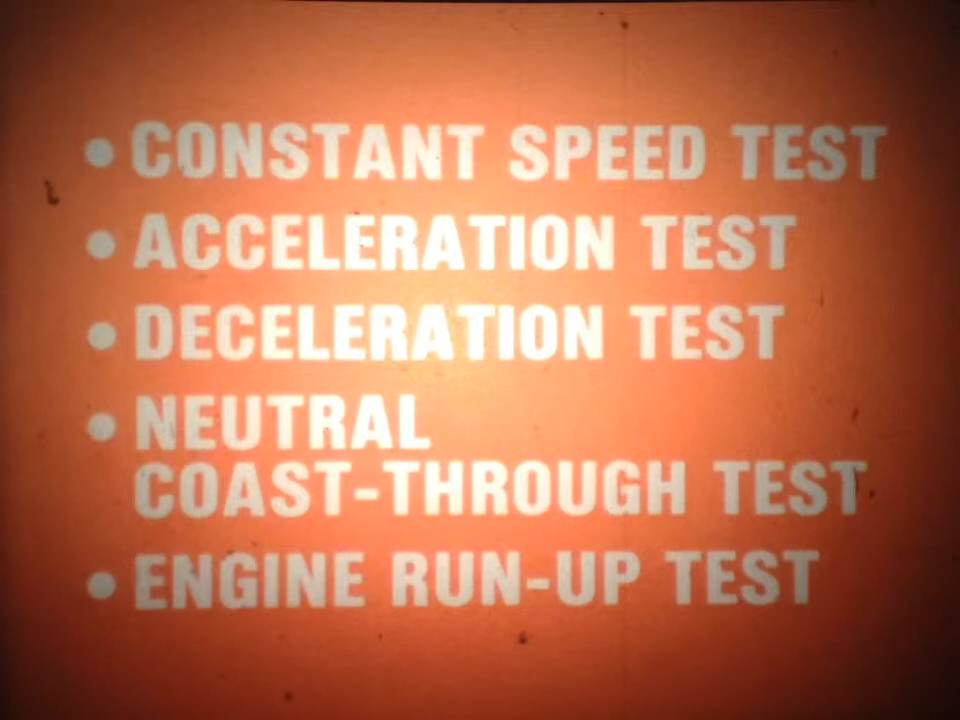 • CONSTANT SPEED TEST
• ACCELERATION TEST
• DECELERATION TEST
• NEUTRAL
COAST-THROUGH TEST
• ENGINE RUN-UP TEST